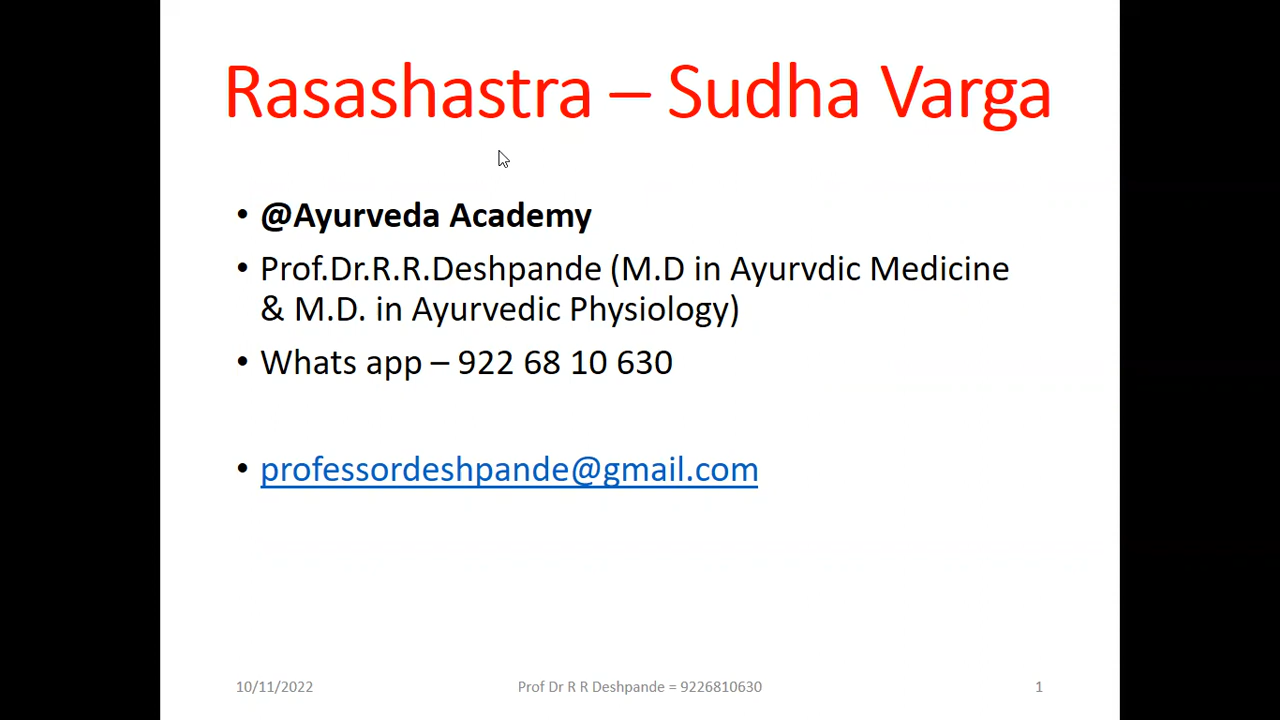 Rasashastra – Sudha Varga
• @Ayurveda Academy
• Prof.Dr.R.R.Deshpande (M.D in Ayurvdic Medicine
& M.D. in Ayurvedic Physiology)
• Whats app – 922 68 10 630
• professordeshpande@gmail.com
10/11/2022 Prof Dr R R Deshpande = 9226810630 1